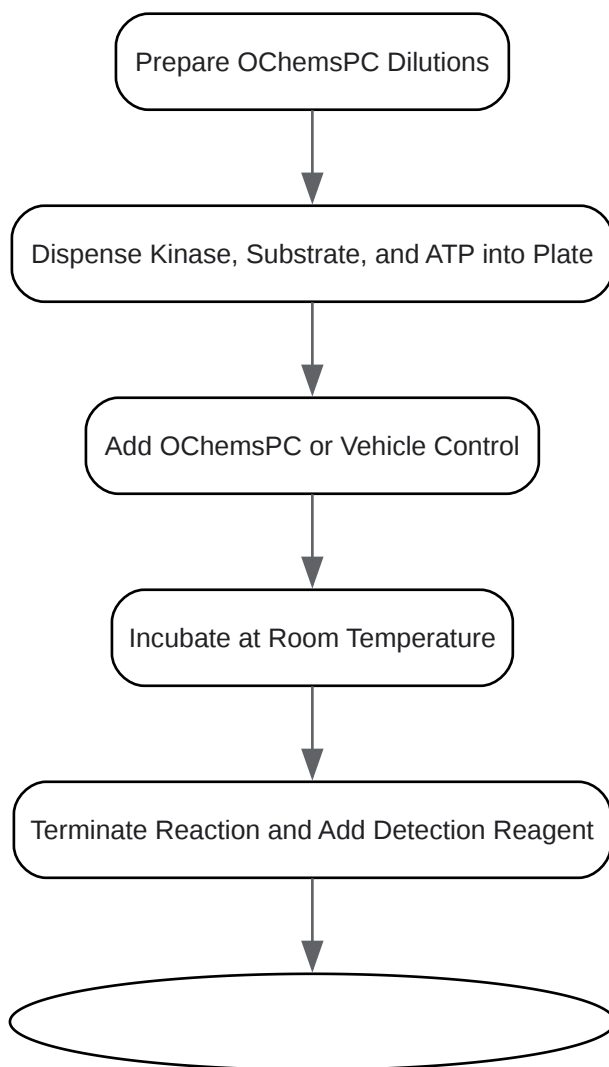 Prepare OChemsPC Dilutions
Dispense Kinase, Substrate, and ATP into Plate
Add OChemsPC or Vehicle Control
Incubate at Room Temperature
Terminate Reaction and Add Detection Reagent